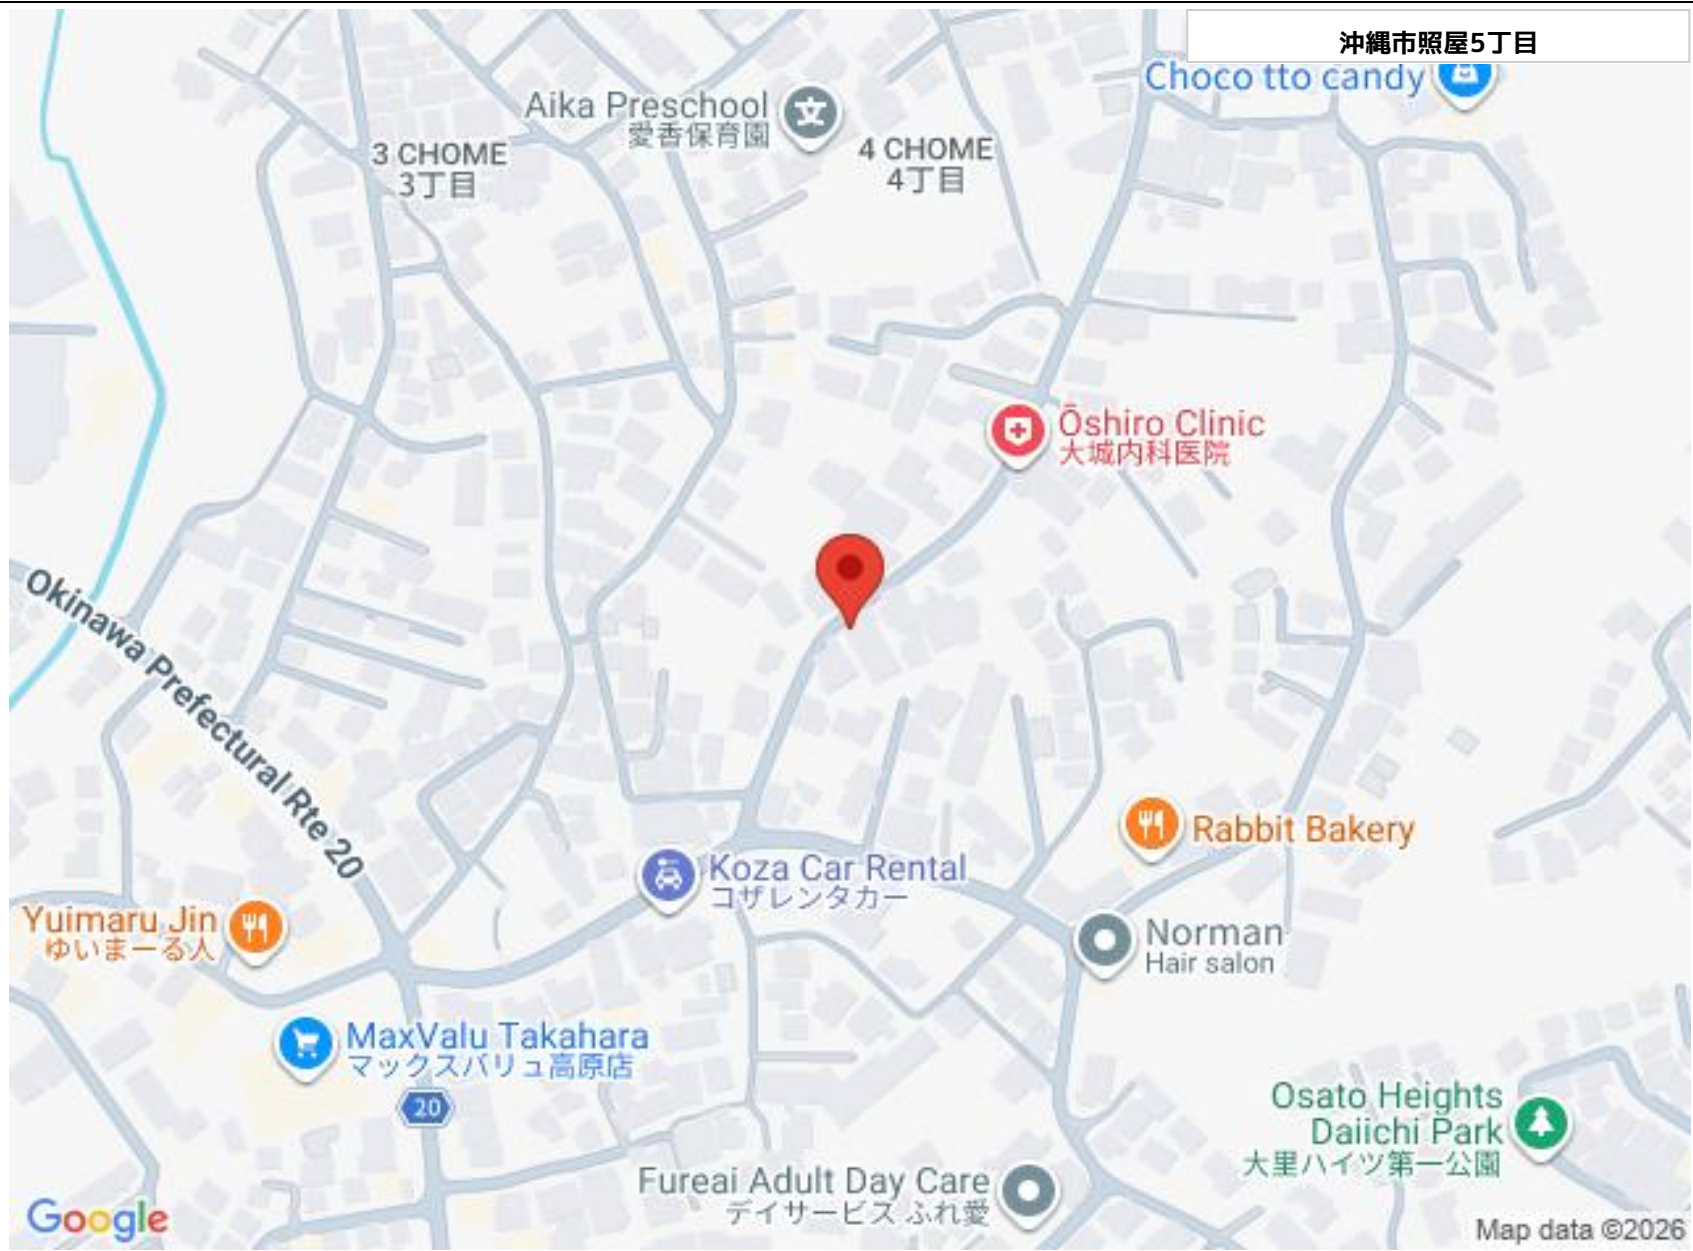 沖縄市照屋5丁目
Choco tto candy
Aika Preschool
愛香保育園
3 CHOME
3丁目
4 CHOME
4丁目
Ōshiro Clinic
大城内科医院
Okinawa Prefectural Rte 20
Rabbit Bakery
Koza Car Rental
コザレンタカー
Yuimaru Jin
ゆいまーる人
Norman
Hair salon
MaxValu Takahara
マックスバリュ高原店
20
Osato Heights
Daiichi Park
大里ハイツ第一公園
Fureai Adult Day Care
デイサービス ふれ愛
Google
Map data ©2026